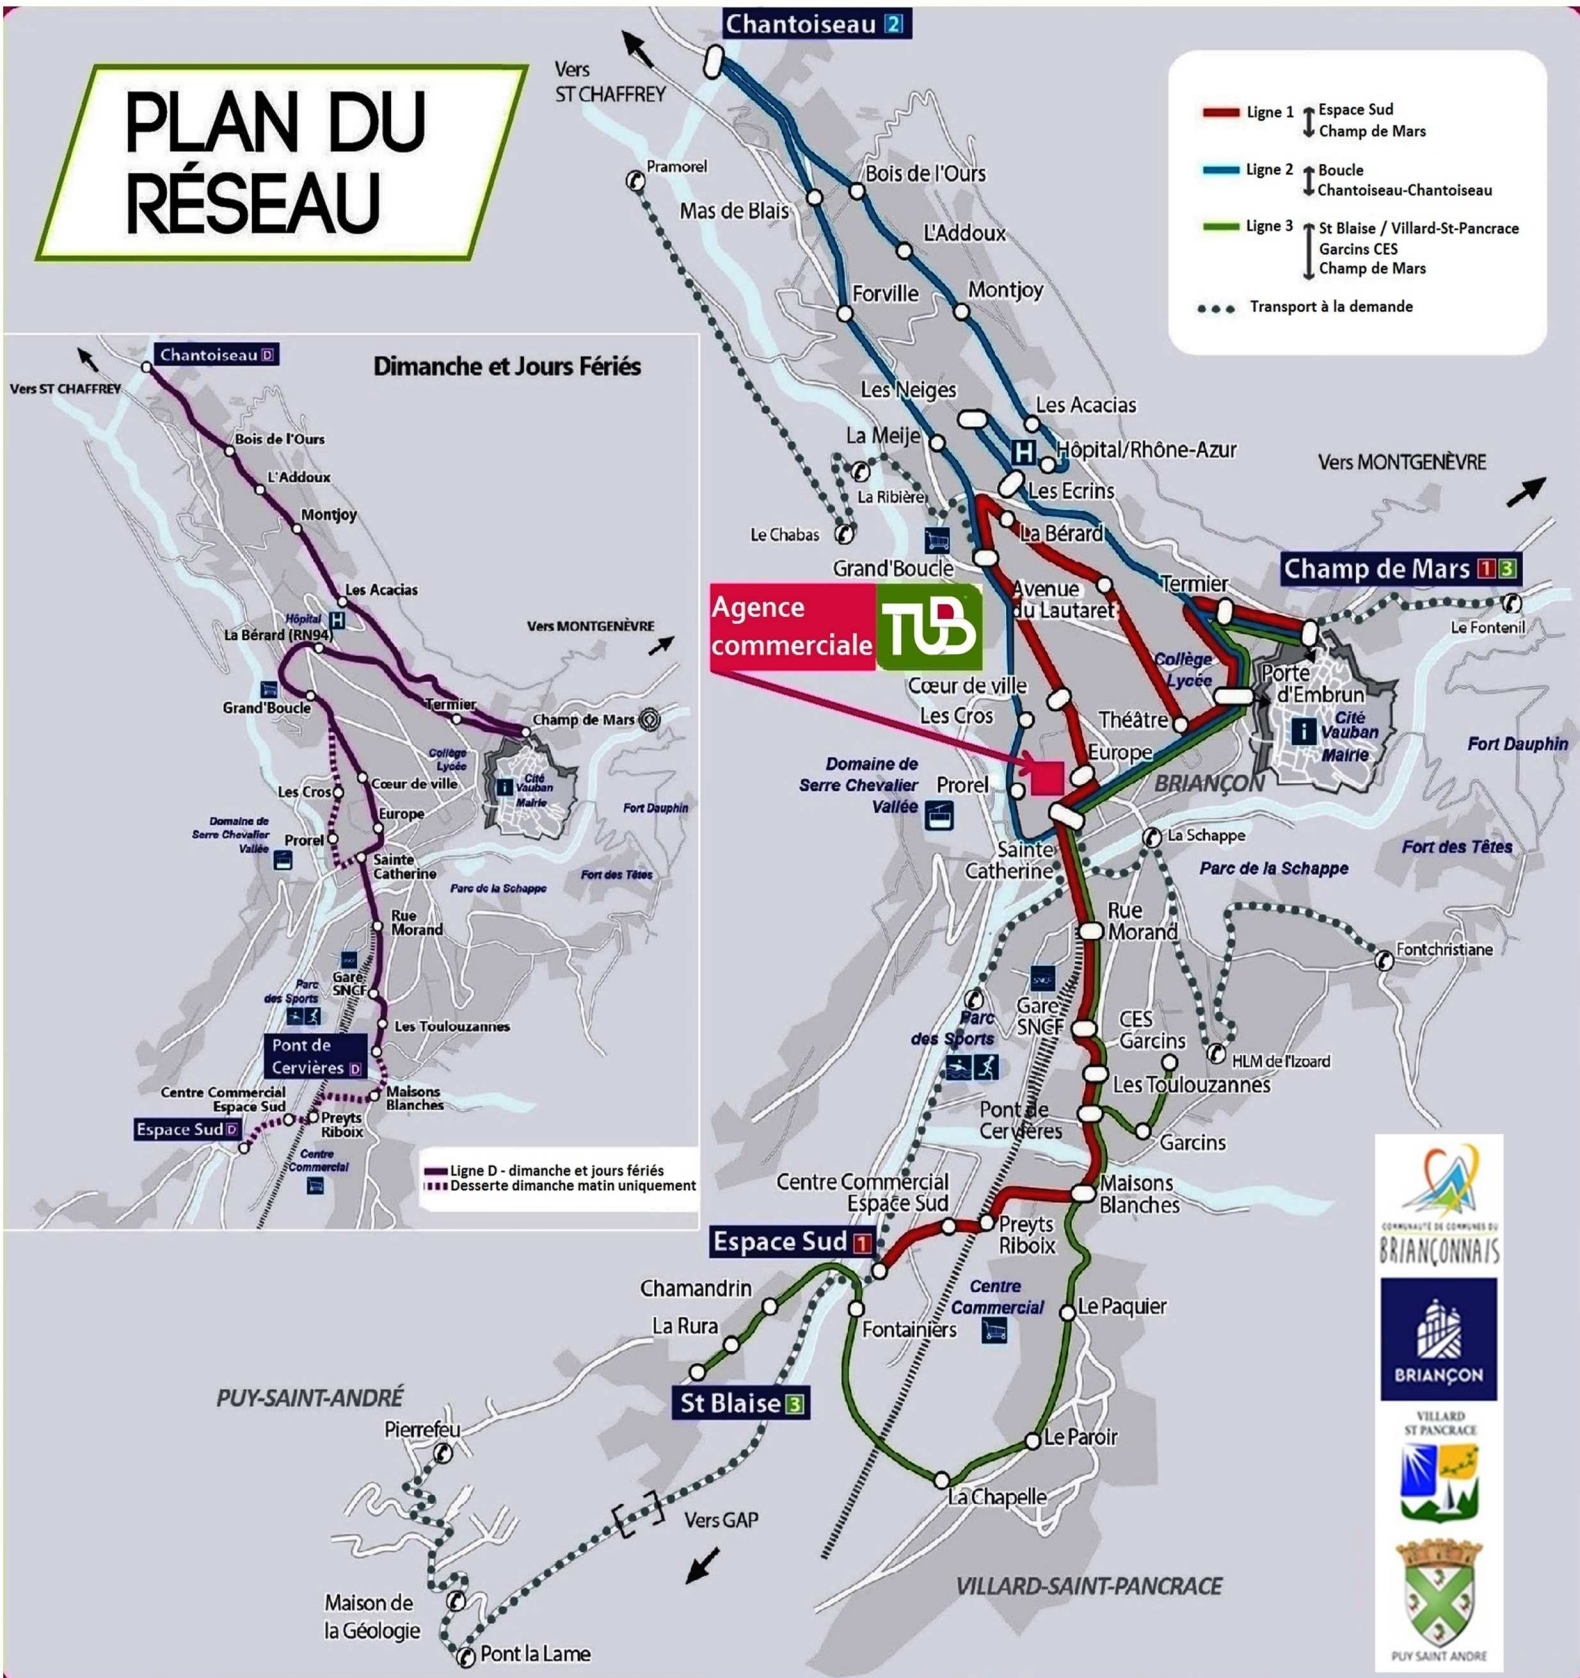 PLAN DU
RÉSEAU
Chantoiseau 2
Vers
ST CHAFFREY
Ligne 1
Espace Sud
Champ de Mars
Ligne 2
Boucle
Chantoiseau-Chantoiseau
Ligne 3
St Blaise / Villard-St-Pancrace
Garcins CES
Champ de Mars
Transport à la demande
Pramorel
Bois de l'Ours
Mas de Blais
L'Addoux
Forville
Montjoy
Les Neiges
Les Acacias
La Meije
H
Hôpital/Rhône-Azur
Vers MONTGENÈVRE
La Ribière
Les Ecrins
Le Chabas
La Bérard
Grand'Boucle
Champ de Mars 1 3
Avenue
du Lautaret
Termier
Agence
commerciale
TUB
Le Fontenil
Collège
Lycée
Porte
d'Embrun
Cœur de ville
Les Cros
Théâtre
i
Cité
Vauban
Mairie
Fort Dauphin
Europe
Domaine de
Serre Chevalier
Vallée
Prorel
BRIANÇON
La Schappe
Sainte
Catherine
Parc de la Schappe
Fort des Têtes
Rue
Morand
Fontchristiane
SNCF
Gare
SNCF
Parc
des Sports
CES
Garcins
HLM de l'Izoard
Les Toulouzannes
Pont de
Cervières
Garcins
Centre Commercial
Espace Sud
Maisons
Blanches
Preyts
Riboix
Espace Sud 1
Chamandrin
Centre
Commercial
Le Paquier
La Rura
Fontainiers
St Blaise 3
PUY-SAINT-ANDRÉ
Pierrefeu
Le Paroir
La Chapelle
Vers GAP
VILLARD-SAINT-PANCRACE
Maison de
la Géologie
Pont la Lame
Dimanche et Jours Fériés
Chantoiseau D
Vers ST CHAFFREY
Bois de l'Ours
L'Addoux
Montjoy
Les Acacias
Hôpital
H
La Bérard (RN94)
Vers MONTGENÈVRE
Grand'Boucle
Termier
Champ de Mars
Collège
Lycée
Cœur de ville
Les Cros
i
Cité
Vauban
Mairie
Fort Dauphin
Europe
Domaine de
Serre Chevalier
Vallée
Prorel
Sainte
Catherine
Parc de la Schappe
Fort des Têtes
Rue
Morand
Gare
SNCF
Parc
des Sports
Les Toulouzannes
Pont de
Cervières D
Centre Commercial
Espace Sud
Maisons
Blanches
Preyts
Riboix
Espace Sud D
Centre
Commercial
Ligne D - dimanche et jours fériés
Desserte dimanche matin uniquement
COMMUNAUTÉ DE COMMUNES DU
BRIANÇONNAIS
BRIANÇON
VILLARD
ST PANCRACE
PUY SAINT ANDRE